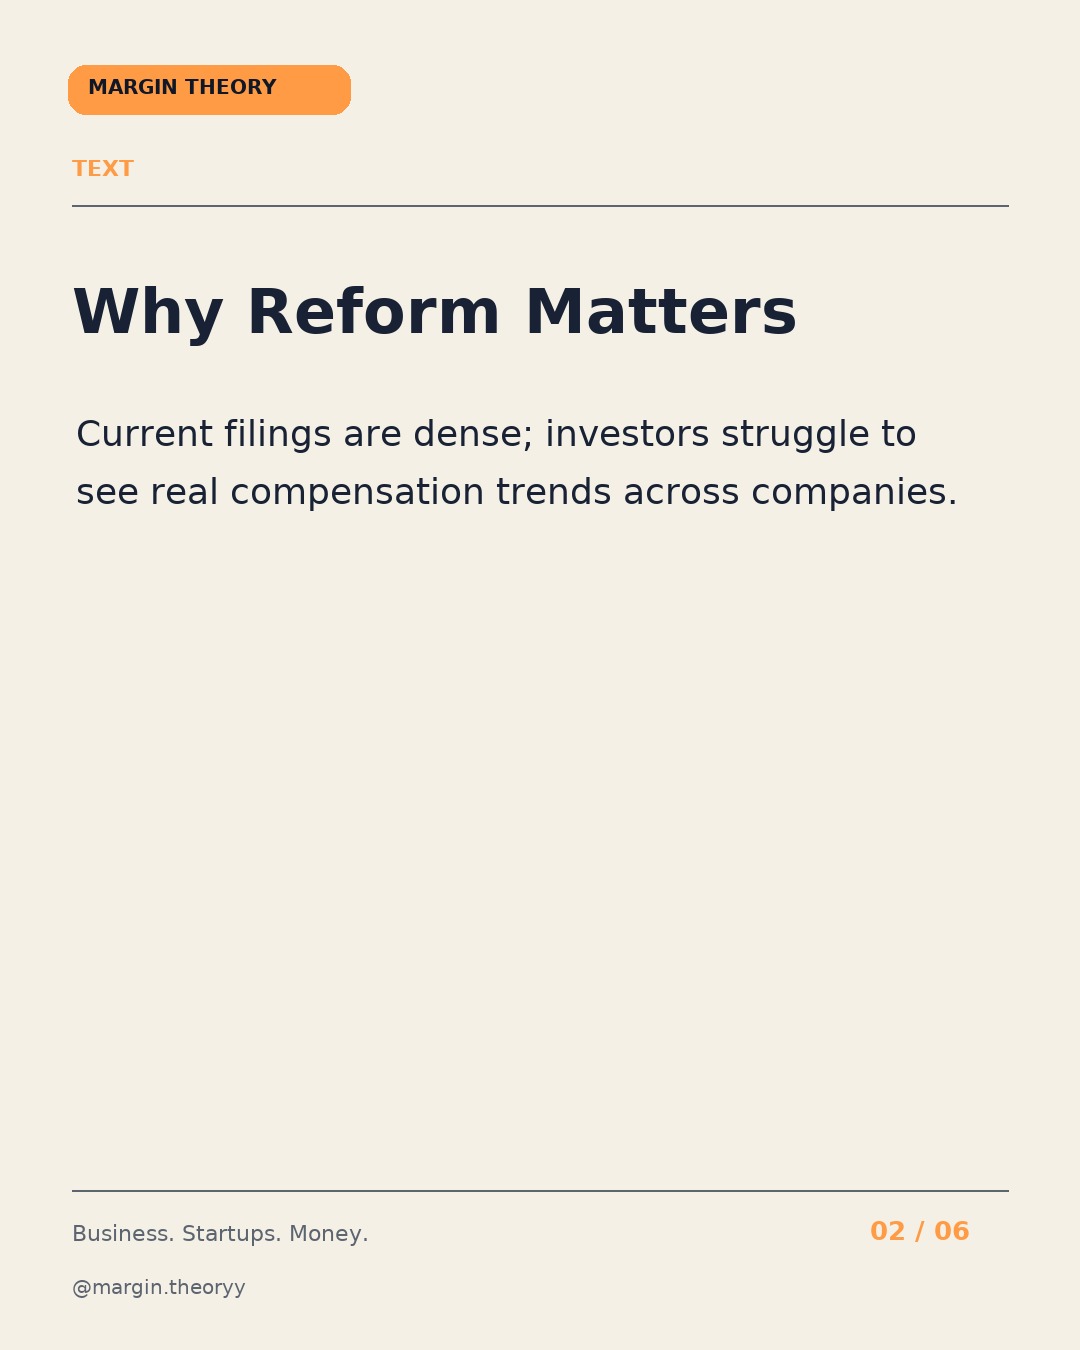 MARGIN THEORY
TEXT
Why Reform Matters
Current filings are dense; investors struggle to
see real compensation trends across companies.
Business. Startups. Money.
02 / 06
@margin.theoryy